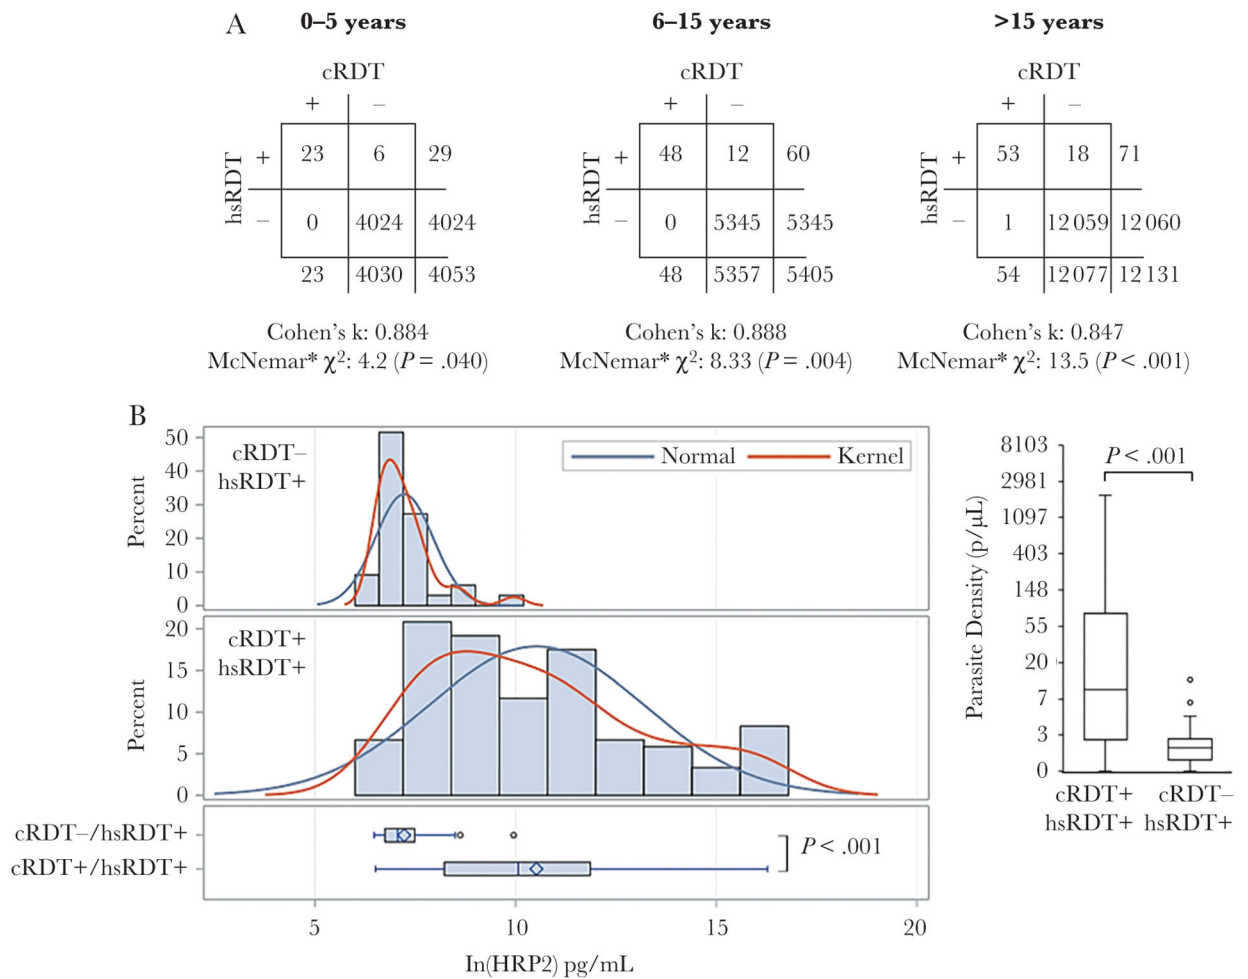 A
0–5 years
cRDT
+ –
hsRDT
+ 23 6 29
– 0 4024 4024
23 4030 4053
Cohen's k: 0.884
McNemar* χ²: 4.2 (P = .040)
6–15 years
cRDT
+ –
hsRDT
+ 48 12 60
– 0 5345 5345
48 5357 5405
Cohen's k: 0.888
McNemar* χ²: 8.33 (P = .004)
>15 years
cRDT
+ –
hsRDT
+ 53 18 71
– 1 12 059 12 060
54 12 077 12 131
Cohen's k: 0.847
McNemar* χ²: 13.5 (P < .001)
B
Percent
50
40
30
20
10
0
cRDT–
hsRDT+
Normal Kernel
Percent
20
15
10
5
0
cRDT+
hsRDT+
cRDT–/hsRDT+
cRDT+/hsRDT+
P < .001
5 10 15 20
In(HRP2) pg/mL
Parasite Density (p/µL)
8103
2981
1097
403
148
55
20
7
3
0
P < .001
cRDT+
hsRDT+
cRDT–
hsRDT+